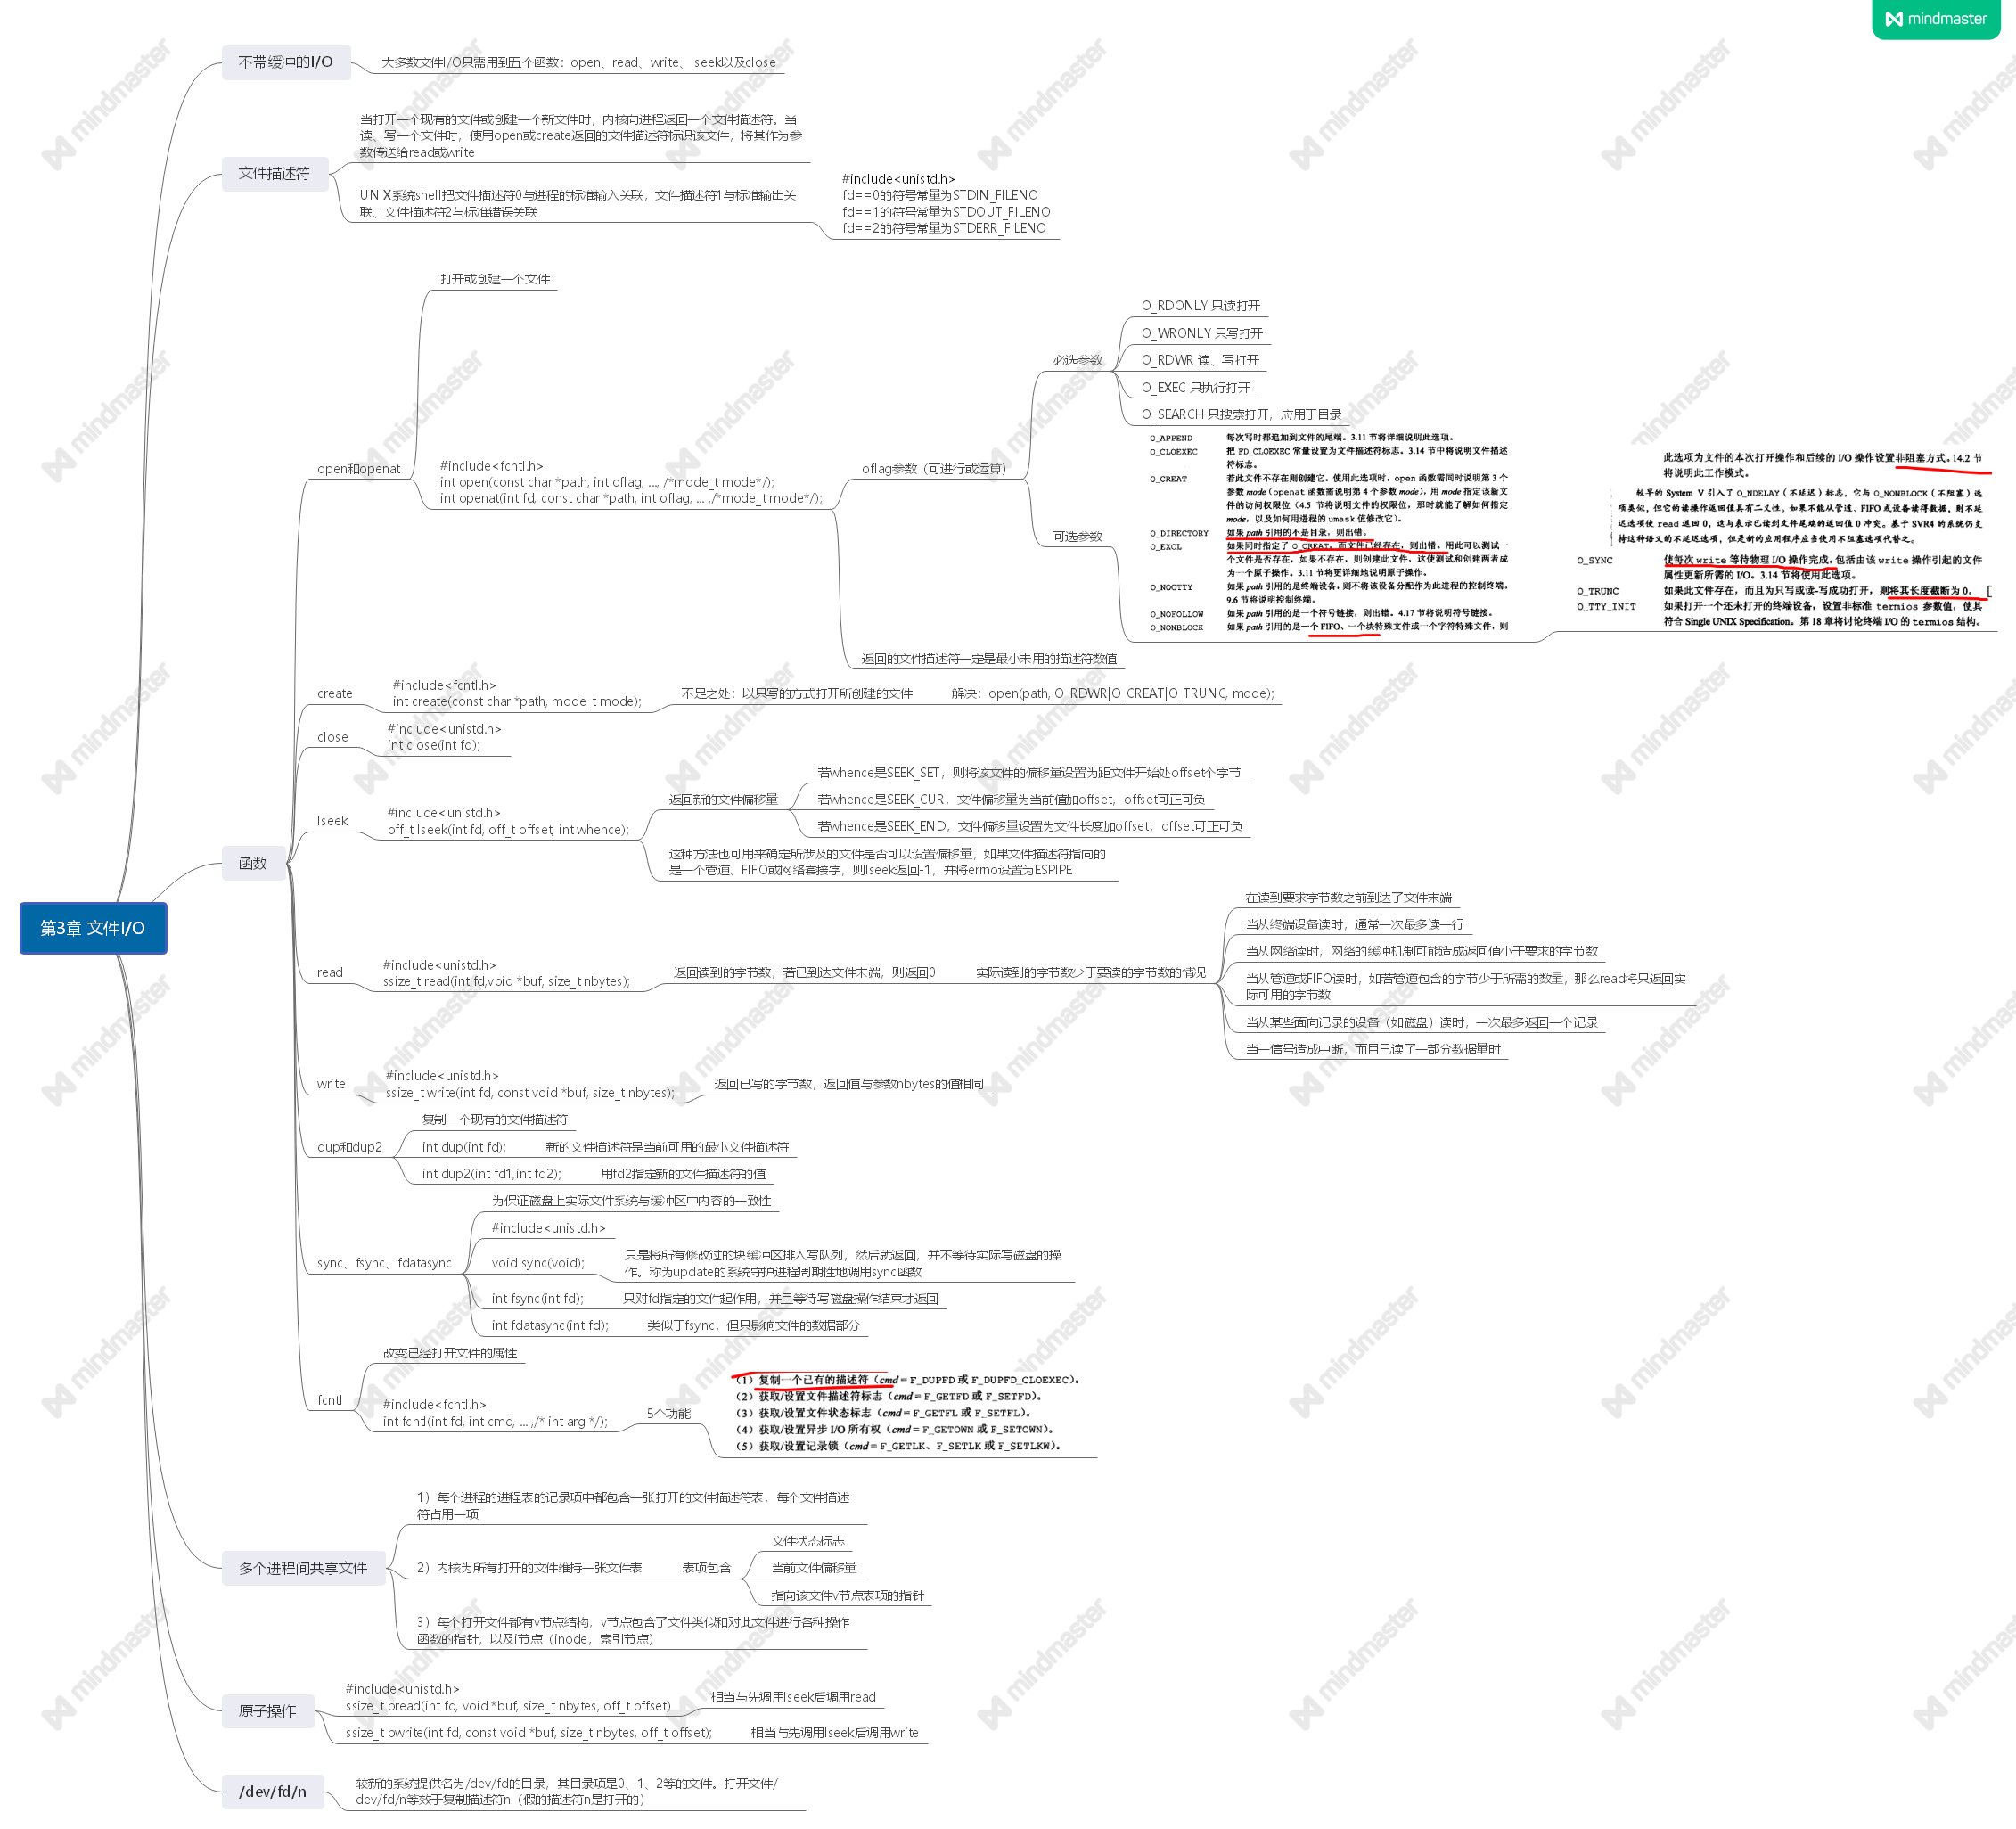 mindmaster
第3章 文件I/O
不带缓冲的I/O
大多数文件I/O只需用到五个函数：open、read、write、lseek以及close
文件描述符
当打开一个现有的文件或创建一个新文件时，内核向进程返回一个文件描述符。当
读、写一个文件时，使用open或create返回的文件描述符标识该文件，将其作为参
数传送给read或write
UNIX系统shell把文件描述符0与进程的标准输入关联，文件描述符1与标准输出关
联、文件描述符2与标准错误关联
#include<unistd.h>
fd==0的符号常量为STDIN_FILENO
fd==1的符号常量为STDOUT_FILENO
fd==2的符号常量为STDERR_FILENO
函数
open和openat
打开或创建一个文件
#include<fcntl.h>
int open(const char *path, int oflag, ..., /*mode_t mode*/);
int openat(int fd, const char *path, int oflag, ... ,/*mode_t mode*/);
oflag参数（可进行或运算）
必选参数
O_RDONLY 只读打开
O_WRONLY 只写打开
O_RDWR 读、写打开
O_EXEC 只执行打开
O_SEARCH 只搜索打开，应用于目录
可选参数
O_APPEND 每次写时都追加到文件的尾端。3.11 节将详细说明此选项。
O_CLOEXEC 把 FD_CLOEXEC 常量设置为文件描述符标志。3.14 节中将说明文件描述
符标志。
O_CREAT 若此文件不存在则创建它。使用此选项时，open 函数需同时说明第 3 个
参数 mode（openat 函数需说明第 4 个参数 mode），用 mode 指定该新文
件的访问权限位（4.5 节将说明文件的权限位，那时就能了解如何指定
mode，以及如何用进程的 umask 值修改它）。
O_DIRECTORY 如果 path 引用的不是目录，则出错。
O_EXCL 如果同时指定了 O_CREAT，而文件已经存在，则出错。用此可以测试一
个文件是否存在，如果不存在，则创建此文件，这使测试和创建两者成
为一个原子操作。3.11 节将更详细地说明原子操作。
O_NOCTTY 如果 path 引用的是终端设备，则不将该设备分配作为此进程的控制终端。
9.6 节将说明控制终端。
O_NOFOLLOW 如果 path 引用的是一个符号链接，则出错。4.17 节将说明符号链接。
O_NONBLOCK 如果 path 引用的是一个 FIFO、一个块特殊文件或一个字符特殊文件，则
此选项为文件的本次打开操作和后续的 I/O 操作设置非阻塞方式。14.2 节
将说明此工作模式。
较早的 System V 引入了 O_NDELAY（不延迟）标志，它与 O_NONBLOCK（不阻塞）选
项类似，但它的读操作返回值具有二义性。如果不能从管道、FIFO 或设备读得数据，则不延
迟选项使 read 返回 0，这与表示已读到文件尾端的返回值 0 冲突。基于 SVR4 的系统仍支
持这种语义的不延迟选项，但是新的应用程序应当使用不阻塞选项代替之。
O_SYNC 使每次 write 等待物理 I/O 操作完成，包括由该 write 操作引起的文件
属性更新所需的 I/O。3.14 节将使用此选项。
O_TRUNC 如果此文件存在，而且为只写或读-写成功打开，则将其长度截断为 0。
O_TTY_INIT 如果打开一个还未打开的终端设备，设置非标准 termios 参数值，使其
符合 Single UNIX Specification。第 18 章将讨论终端 I/O 的 termios 结构。
返回的文件描述符一定是最小未用的描述符数值
create
#include<fcntl.h>
int create(const char *path, mode_t mode);
不足之处：以只写的方式打开所创建的文件
解决：open(path, O_RDWR|O_CREAT|O_TRUNC, mode);
close
#include<unistd.h>
int close(int fd);
lseek
#include<unistd.h>
off_t lseek(int fd, off_t offset, int whence);
返回新的文件偏移量
若whence是SEEK_SET，则将该文件的偏移量设置为距文件开始处offset个字节
若whence是SEEK_CUR，文件偏移量为当前值加offset，offset可正可负
若whence是SEEK_END，文件偏移量设置为文件长度加offset，offset可正可负
这种方法也可用来确定所涉及的文件是否可以设置偏移量，如果文件描述符指向的
是一个管道、FIFO或网络套接字，则lseek返回-1，并将errno设置为ESPIPE
read
#include<unistd.h>
ssize_t read(int fd,void *buf, size_t nbytes);
返回读到的字节数，若已到达文件末端，则返回0
实际读到的字节数少于要读的字节数的情况
在读到要求字节数之前到达了文件末端
当从终端设备读时，通常一次最多读一行
当从网络读时，网络的缓冲机制可能造成返回值小于要求的字节数
当从管道或FIFO读时，如若管道包含的字节少于所需的数量，那么read将只返回实
际可用的字节数
当从某些面向记录的设备（如磁盘）读时，一次最多返回一个记录
当一信号造成中断，而且已读了一部分数据量时
write
#include<unistd.h>
ssize_t write(int fd, const void *buf, size_t nbytes);
返回已写的字节数，返回值与参数nbytes的值相同
dup和dup2
复制一个现有的文件描述符
int dup(int fd);
新的文件描述符是当前可用的最小文件描述符
int dup2(int fd1,int fd2);
用fd2指定新的文件描述符的值
sync、fsync、fdatasync
为保证磁盘上实际文件系统与缓冲区中内容的一致性
#include<unistd.h>
void sync(void);
只是将所有修改过的块缓冲区排入写队列，然后就返回，并不等待实际写磁盘的操
作。称为update的系统守护进程周期性地调用sync函数
int fsync(int fd);
只对fd指定的文件起作用，并且等待写磁盘操作结束才返回
int fdatasync(int fd);
类似于fsync，但只影响文件的数据部分
fcntl
改变已经打开文件的属性
#include<fcntl.h>
int fcntl(int fd, int cmd, ... ,/* int arg */);
5个功能
（1）复制一个已有的描述符（cmd = F_DUPFD 或 F_DUPFD_CLOEXEC）。
（2）获取/设置文件描述符标志（cmd = F_GETFD 或 F_SETFD）。
（3）获取/设置文件状态标志（cmd = F_GETFL 或 F_SETFL）。
（4）获取/设置异步 I/O 所有权（cmd = F_GETOWN 或 F_SETOWN）。
（5）获取/设置记录锁（cmd = F_GETLK、F_SETLK 或 F_SETLKW）。
多个进程间共享文件
1）每个进程的进程表的记录项中都包含一张打开的文件描述符表，每个文件描述
符占用一项
2）内核为所有打开的文件维持一张文件表
表项包含
文件状态标志
当前文件偏移量
指向该文件v节点表项的指针
3）每个打开文件都有v节点结构，v节点包含了文件类似和对此文件进行各种操作
函数的指针，以及i节点（inode，索引节点）
原子操作
#include<unistd.h>
ssize_t pread(int fd, void *buf, size_t nbytes, off_t offset)
相当与先调用lseek后调用read
ssize_t pwrite(int fd, const void *buf, size_t nbytes, off_t offset);
相当与先调用lseek后调用write
/dev/fd/n
较新的系统提供名为/dev/fd的目录，其目录项是0、1、2等的文件。打开文件/
dev/fd/n等效于复制描述符n（假的描述符n是打开的）